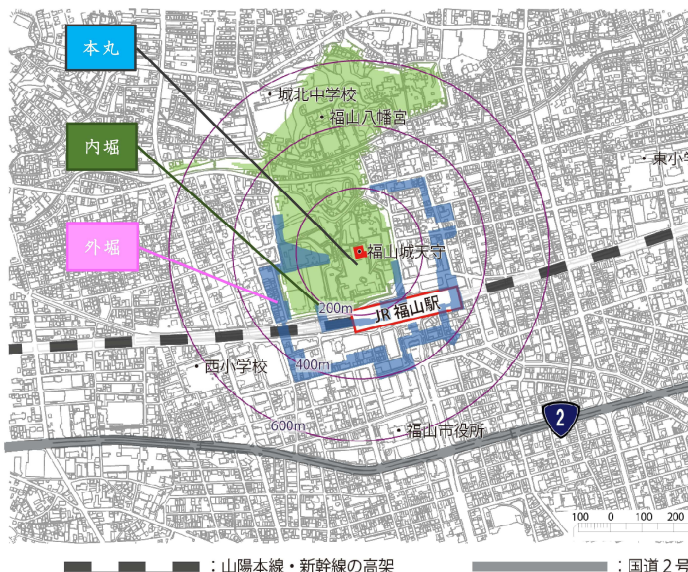 本丸
・城北中学校
・福山八幡宮
内堀
・東小学
外堀
福山城天守
200m
JR 福山駅
・西小学校
400m
600m
・福山市役所
2
100 0 100 200
：山陽本線・新幹線の高架
：国道２号